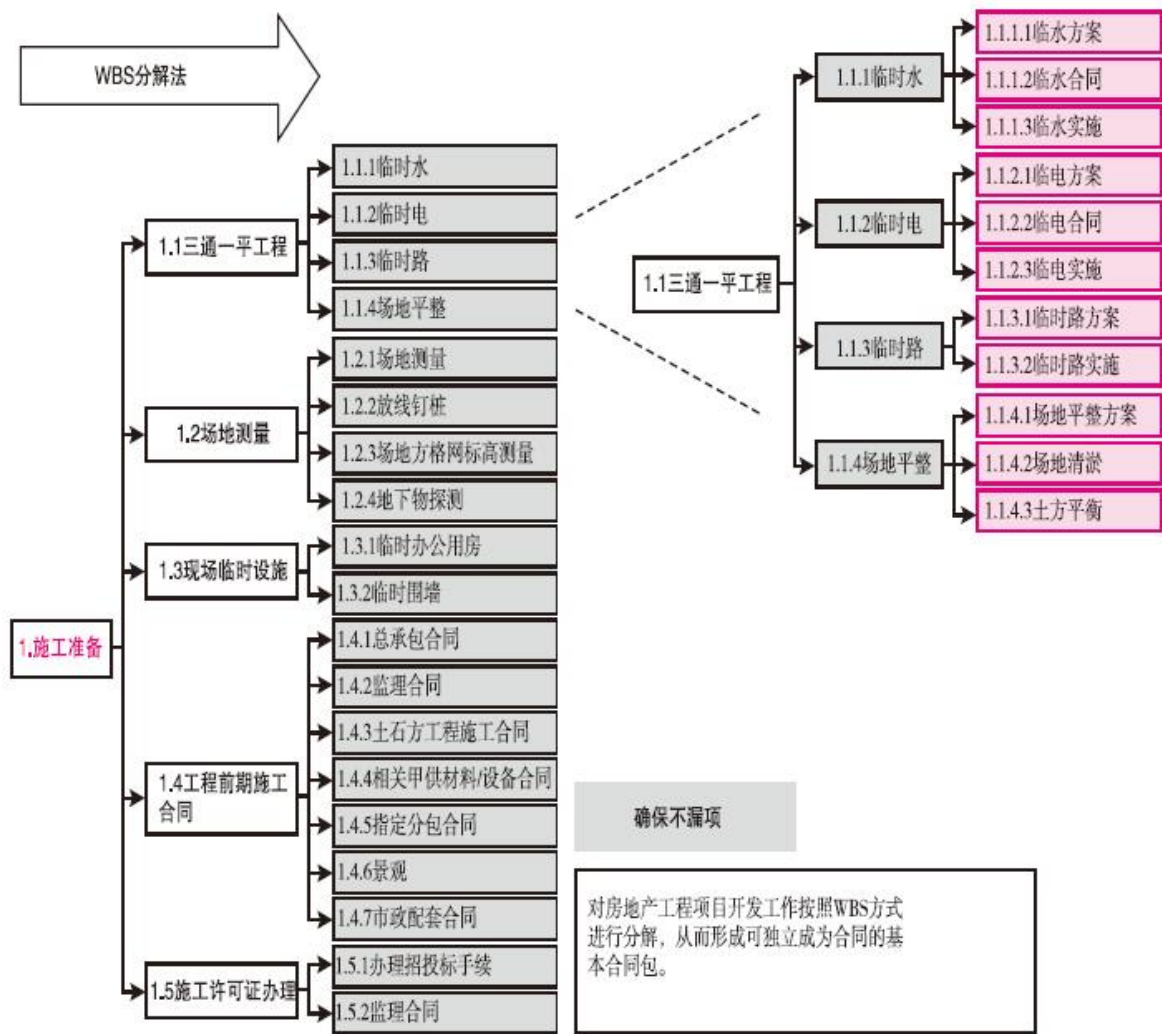 WBS分解法
1.施工准备
1.1三通一平工程
1.1.1临时水
1.1.2临时电
1.1.3临时路
1.1.4场地平整
1.2场地测量
1.2.1场地测量
1.2.2放线钉桩
1.2.3场地方格网标高测量
1.2.4地下物探测
1.3现场临时设施
1.3.1临时办公用房
1.3.2临时围墙
1.4工程前期施工
合同
1.4.1总承包合同
1.4.2监理合同
1.4.3土石方工程施工合同
1.4.4相关甲供材料/设备合同
1.4.5指定分包合同
1.4.6景观
1.4.7市政配套合同
1.5施工许可证办理
1.5.1办理招投标手续
1.5.2监理合同
1.1三通一平工程
1.1.1临时水
1.1.1.1临水方案
1.1.1.2临水合同
1.1.1.3临水实施
1.1.2临时电
1.1.2.1临电方案
1.1.2.2临电合同
1.1.2.3临电实施
1.1.3临时路
1.1.3.1临时路方案
1.1.3.2临时路实施
1.1.4场地平整
1.1.4.1场地平整方案
1.1.4.2场地清淤
1.1.4.3土方平衡
确保不漏项
对房地产工程项目开发工作按照WBS方式
进行分解，从而形成可独立成为合同的基
本合同包。